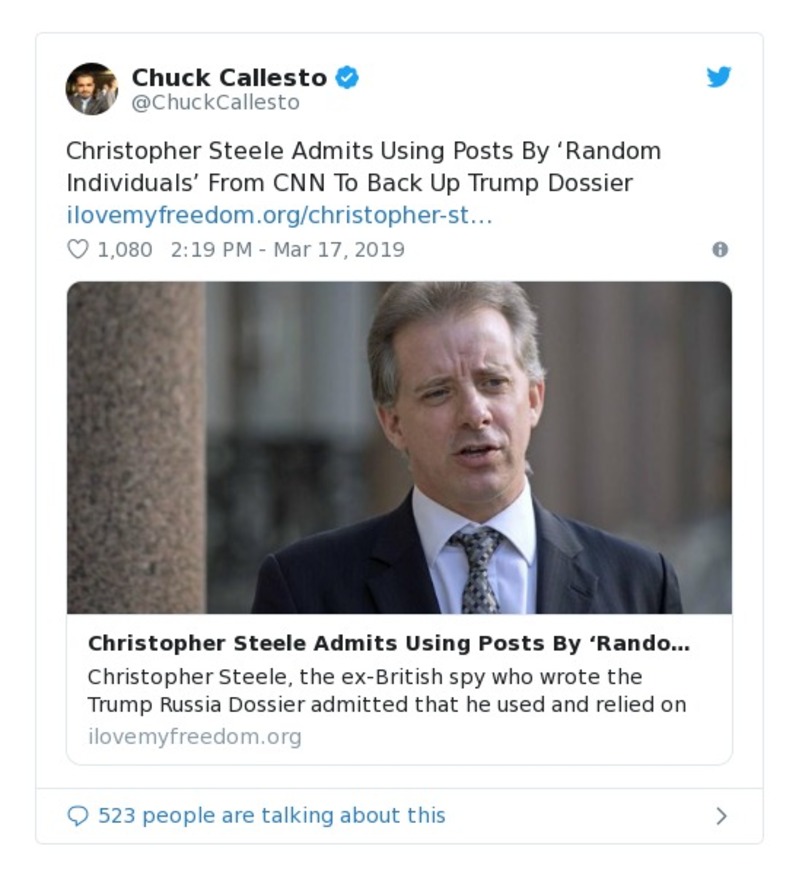 Chuck Callesto
@ChuckCallesto
Christopher Steele Admits Using Posts By ‘Random
Individuals’ From CNN To Back Up Trump Dossier
ilovemyfreedom.org/christopher-st…
1,080 2:19 PM - Mar 17, 2019
Christopher Steele Admits Using Posts By ‘Rando…
Christopher Steele, the ex-British spy who wrote the
Trump Russia Dossier admitted that he used and relied on
ilovemyfreedom.org
523 people are talking about this